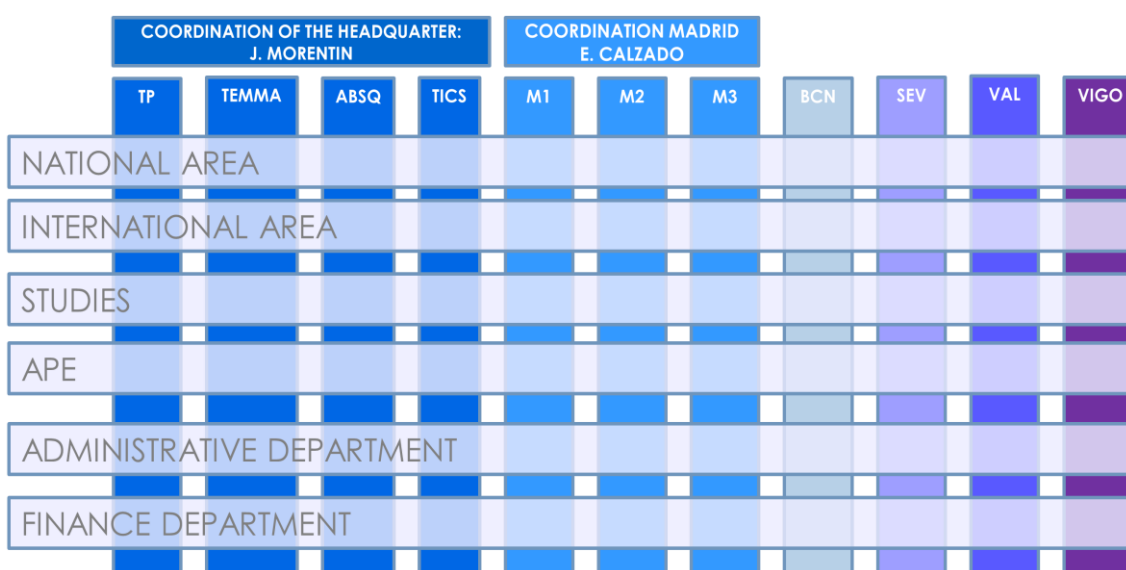 COORDINATION OF THE HEADQUARTER:
J. MORENTIN
COORDINATION MADRID
E. CALZADO
TP TEMMA ABSQ TICS M1 M2 M3 BCN SEV VAL VIGO
NATIONAL AREA
INTERNATIONAL AREA
STUDIES
APE
ADMINISTRATIVE DEPARTMENT
FINANCE DEPARTMENT